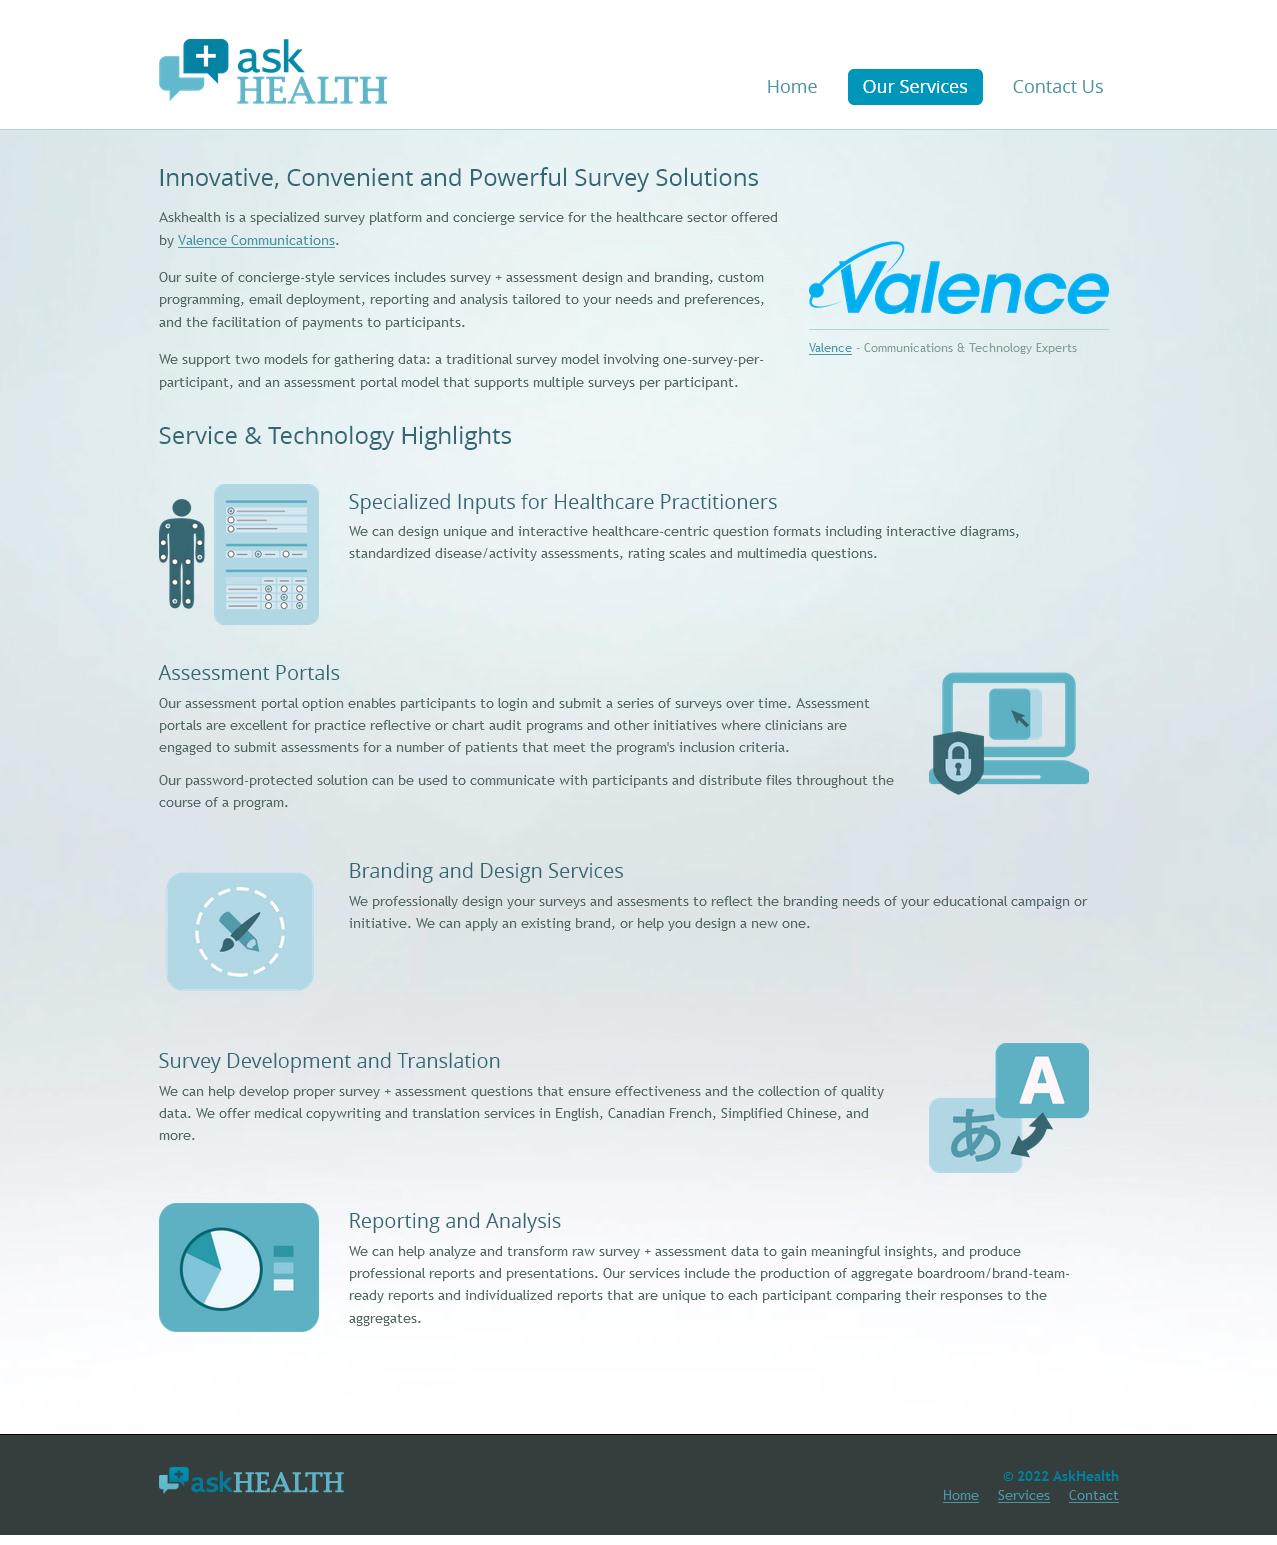 ask
HEALTH
Home
Our Services
Contact Us
Innovative, Convenient and Powerful Survey Solutions
Askhealth is a specialized survey platform and concierge service for the healthcare sector offered
by Valence Communications.
Our suite of concierge-style services includes survey + assessment design and branding, custom
programming, email deployment, reporting and analysis tailored to your needs and preferences,
and the facilitation of payments to participants.
We support two models for gathering data: a traditional survey model involving one-survey-per-
participant, and an assessment portal model that supports multiple surveys per participant.
Valence
Valence - Communications & Technology Experts
Service & Technology Highlights
Specialized Inputs for Healthcare Practitioners
We can design unique and interactive healthcare-centric question formats including interactive diagrams,
standardized disease/activity assessments, rating scales and multimedia questions.
Assessment Portals
Our assessment portal option enables participants to login and submit a series of surveys over time. Assessment
portals are excellent for practice reflective or chart audit programs and other initiatives where clinicians are
engaged to submit assessments for a number of patients that meet the program's inclusion criteria.
Our password-protected solution can be used to communicate with participants and distribute files throughout the
course of a program.
Branding and Design Services
We professionally design your surveys and assesments to reflect the branding needs of your educational campaign or
initiative. We can apply an existing brand, or help you design a new one.
Survey Development and Translation
We can help develop proper survey + assessment questions that ensure effectiveness and the collection of quality
data. We offer medical copywriting and translation services in English, Canadian French, Simplified Chinese, and
more.
A
あ
Reporting and Analysis
We can help analyze and transform raw survey + assessment data to gain meaningful insights, and produce
professional reports and presentations. Our services include the production of aggregate boardroom/brand-team-
ready reports and individualized reports that are unique to each participant comparing their responses to the
aggregates.
askHEALTH
© 2022 AskHealth
Home Services Contact